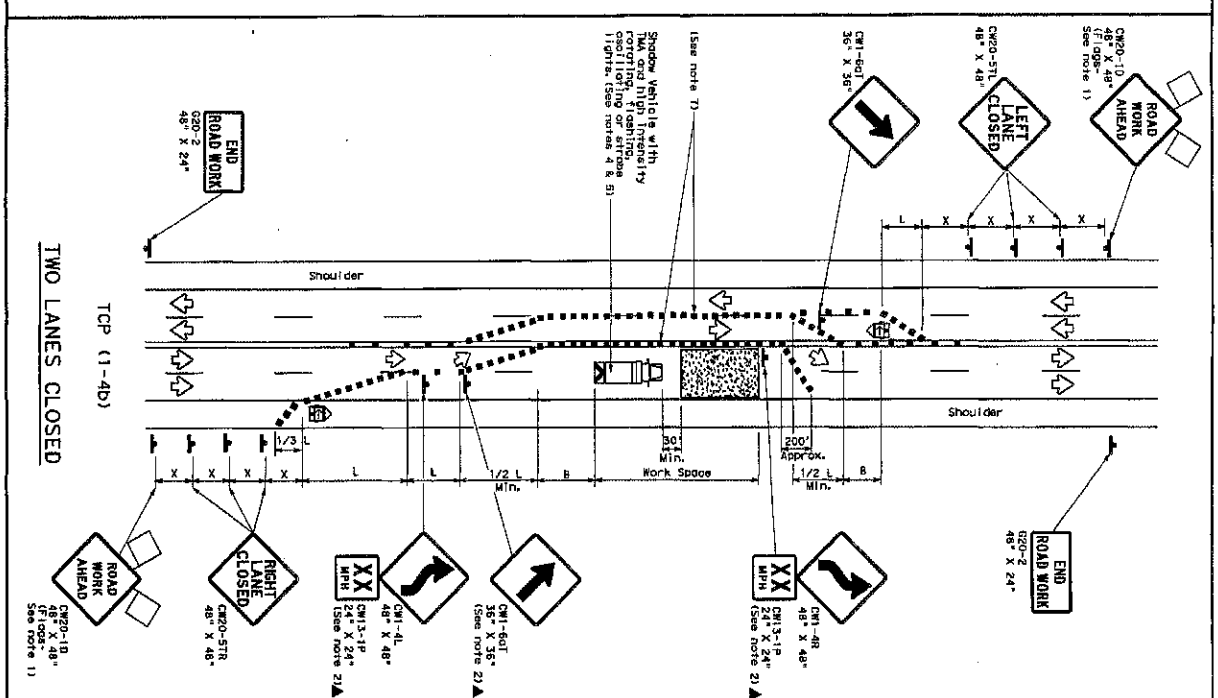 CW20-1D
48" X 48"
(Flags-
See note 1)
ROAD
WORK
AHEAD
CW20-5TL
48" X 48"
LEFT
LANE
CLOSED
CW1-6aT
36" X 36"
(See note 7)
Shadow Vehicle with
TMA and high intensity
rotating, flashing,
oscillating or strobe
lights. (See notes 4 & 5)
END
ROAD WORK
G20-2
48" X 24"
L
X
X
X
X
Shoulder
Shoulder
1/3 L
X
X
X
X
L
L
1/2 L
Min.
B
30'
Min.
Work Space
200'
Approx.
1/2 L
Min.
B
END
ROAD WORK
G20-2
48" X 24"
CW1-4R
48" X 48"
XX
MPH
CW13-1P
24" X 24"
(See note 2)▲
CW1-6aT
36" X 36"
(See note 2)▲
CW1-4L
48" X 48"
XX
MPH
CW13-1P
24" X 24"
(See note 2)▲
RIGHT
LANE
CLOSED
CW20-5TR
48" X 48"
ROAD
WORK
AHEAD
CW20-1D
48" X 48"
(Flags-
See note 1)
TCP (1-4b)
TWO LANES CLOSED